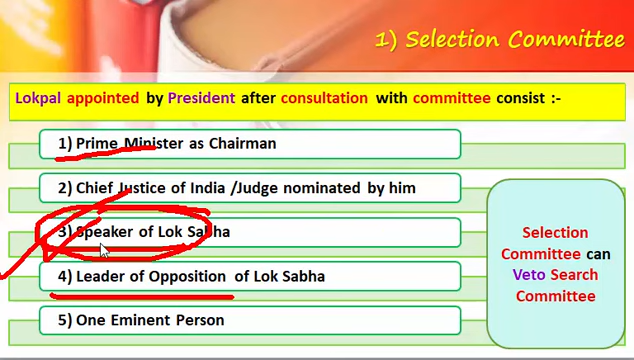 1) Selection Committee
Lokpal appointed by President after consultation with committee consist :-
1) Prime Minister as Chairman
2) Chief Justice of India /Judge nominated by him
3) Speaker of Lok Sabha
4) Leader of Opposition of Lok Sabha
5) One Eminent Person
Selection
Committee can
Veto Search
Committee